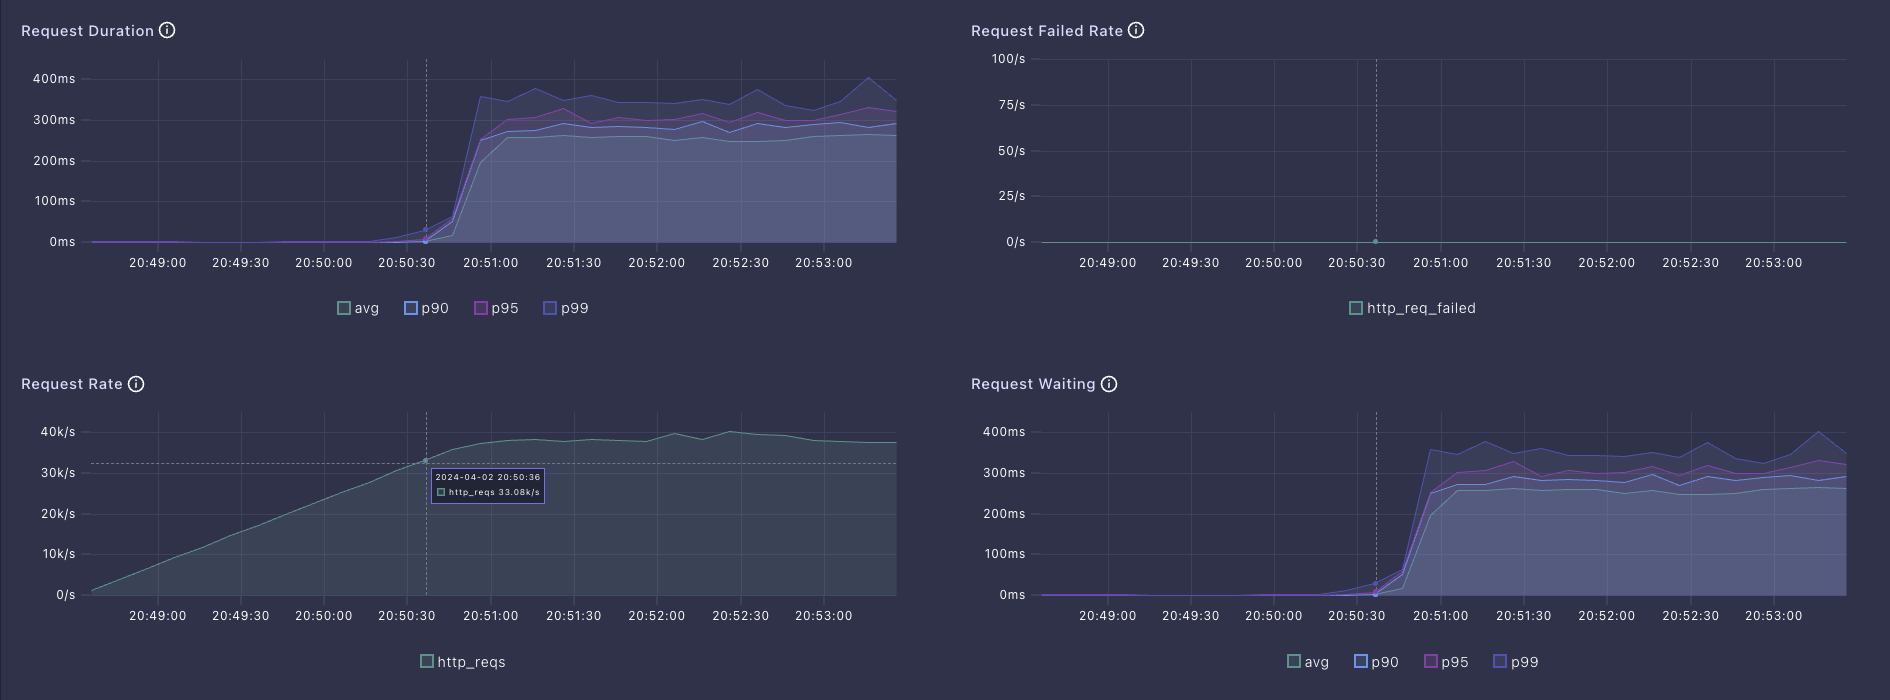 Request Duration
400ms
300ms
200ms
100ms
0ms
20:49:00 20:49:30 20:50:00 20:50:30 20:51:00 20:51:30 20:52:00 20:52:30 20:53:00
avg p90 p95 p99
Request Failed Rate
100/s
75/s
50/s
25/s
0/s
20:49:00 20:49:30 20:50:00 20:50:30 20:51:00 20:51:30 20:52:00 20:52:30 20:53:00
http_req_failed
Request Rate
40k/s
30k/s
20k/s
10k/s
0/s
2024-04-02 20:50:36
http_reqs 33.08k/s
20:49:00 20:49:30 20:50:00 20:50:30 20:51:00 20:51:30 20:52:00 20:52:30 20:53:00
http_reqs
Request Waiting
400ms
300ms
200ms
100ms
0ms
20:49:00 20:49:30 20:50:00 20:50:30 20:51:00 20:51:30 20:52:00 20:52:30 20:53:00
avg p90 p95 p99